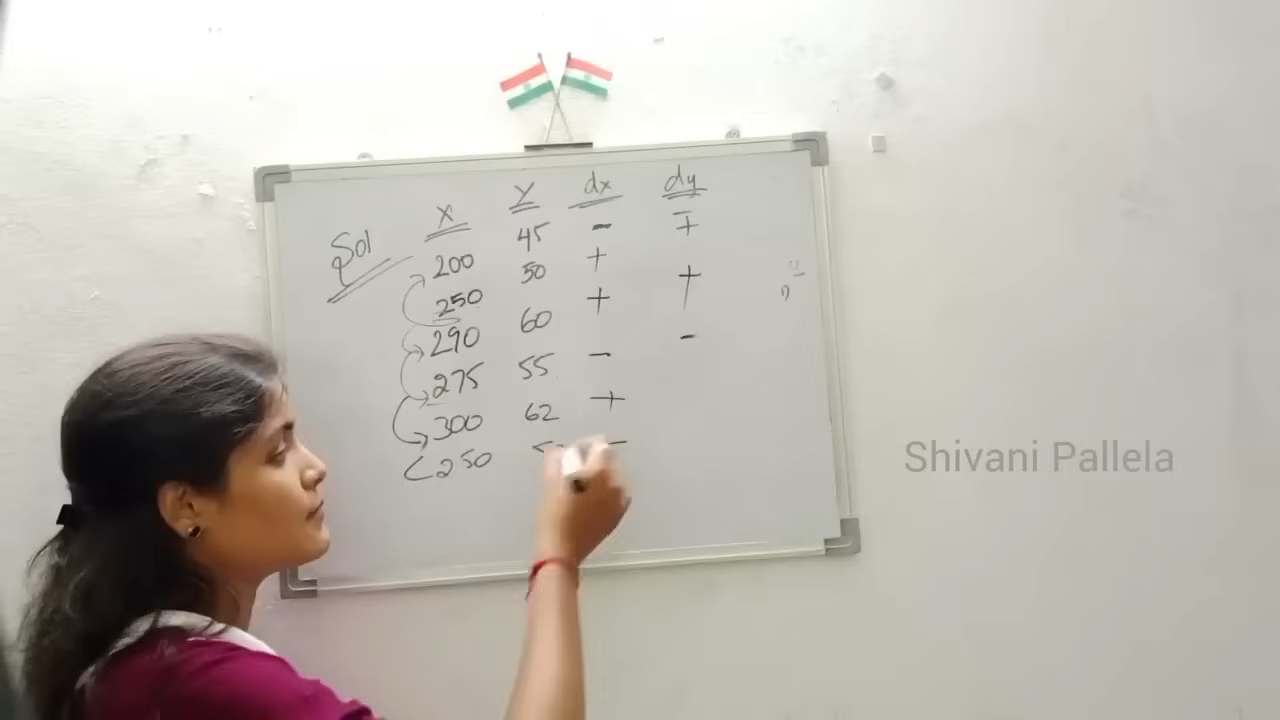 Sol X Y dx dy
200 45 - -
250 50 + +
290 60 + +
275 55 - -
300 62 +
250 -
Shivani Pallela